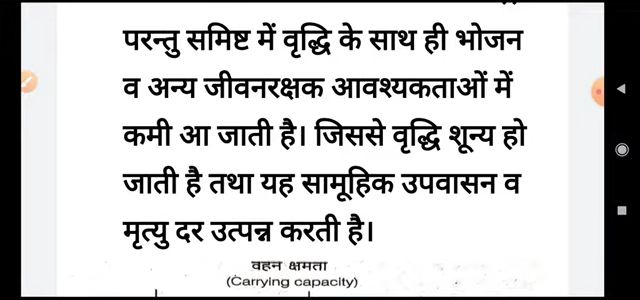 परन्तु समिष्ट में वृद्धि के साथ ही भोजन
व अन्य जीवनरक्षक आवश्यकताओं में
कमी आ जाती है। जिससे वृद्धि शून्य हो
जाती है तथा यह सामूहिक उपवासन व
मृत्यु दर उत्पन्न करती है।
वहन क्षमता
(Carrying capacity)